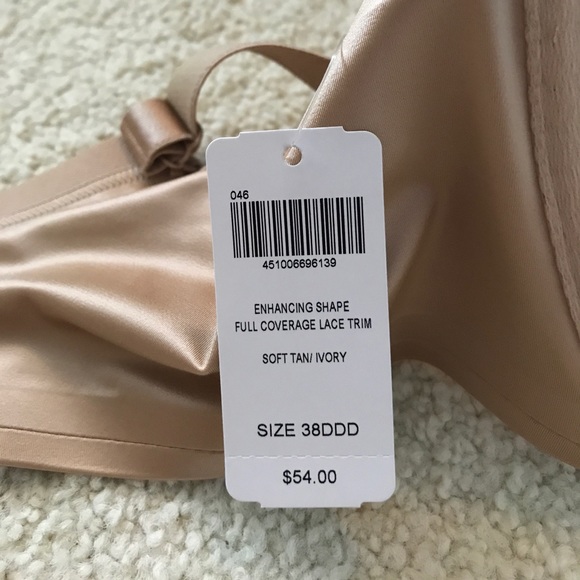 046
451006696139
ENHANCING SHAPE
FULL COVERAGE LACE TRIM
SOFT TAN/ IVORY
SIZE 38DDD
$54.00